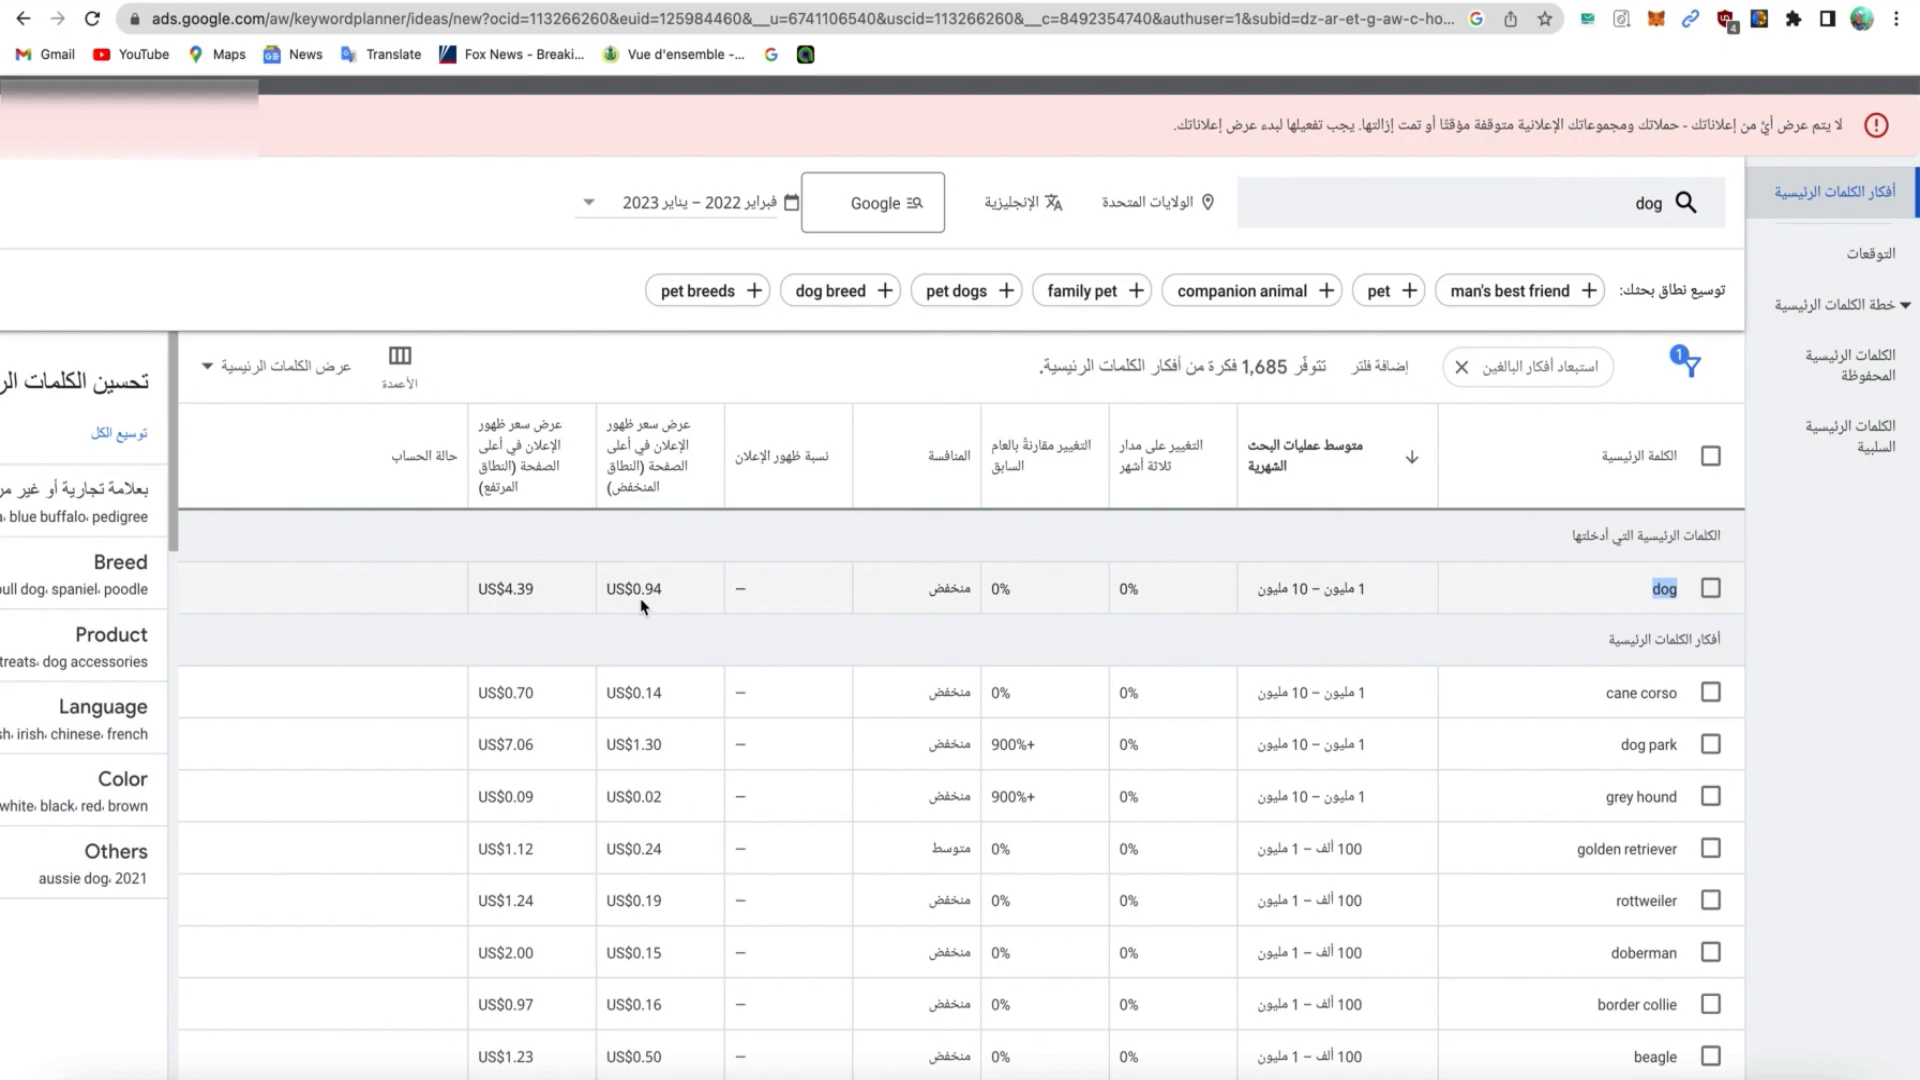 ads.google.com/aw/keywordplanner/ideas/new?ocid=113266260&euid=125984460&__u=6741106540&uscid=113266260&__c=8492354740&authuser=1&subid=dz-ar-et-g-aw-c-ho...
4
Gmail
YouTube
Maps
News
Translate
Fox News - Breaki...
Vue d'ensemble -...
لا يتم عرض أيّ من إعلاناتك - حملاتك ومجموعاتك الإعلانية متوقفة مؤقتًا أو تمت إزالتها. يجب تفعيلها لبدء عرض إعلاناتك.
أفكار الكلمات الرئيسية
التوقعات
خطة الكلمات الرئيسية
الكلمات الرئيسية المحفوظة
الكلمات الرئيسية السلبية
dog
الولايات المتحدة
الإنجليزية
Google
فبراير 2022 – يناير 2023
توسيع نطاق بحثك:
man's best friend
pet
companion animal
family pet
pet dogs
dog breed
pet breeds
1
استبعاد أفكار البالغين
إضافة فلتر
تتوفّر 1,685 فكرة من أفكار الكلمات الرئيسية.
الأعمدة
عرض الكلمات الرئيسية
الكلمة الرئيسية
متوسط عمليات البحث الشهرية
التغيير على مدار ثلاثة أشهر
التغيير مقارنةً بالعام السابق
المنافسة
نسبة ظهور الإعلان
عرض سعر ظهور الإعلان في أعلى الصفحة (النطاق المنخفض)
عرض سعر ظهور الإعلان في أعلى الصفحة (النطاق المرتفع)
حالة الحساب
الكلمات الرئيسية التي أدخلتها
dog 1 مليون – 10 مليون 0% 0% منخفض – US$0.94 US$4.39
أفكار الكلمات الرئيسية
cane corso 1 مليون – 10 مليون 0% 0% منخفض – US$0.14 US$0.70
dog park 1 مليون – 10 مليون 0% 900%+ منخفض – US$1.30 US$7.06
grey hound 1 مليون – 10 مليون 0% 900%+ منخفض – US$0.02 US$0.09
golden retriever 100 ألف – 1 مليون 0% 0% متوسط – US$0.24 US$1.12
rottweiler 100 ألف – 1 مليون 0% 0% منخفض – US$0.19 US$1.24
doberman 100 ألف – 1 مليون 0% 0% منخفض – US$0.15 US$2.00
border collie 100 ألف – 1 مليون 0% 0% منخفض – US$0.16 US$0.97
beagle 100 ألف – 1 مليون 0% 0% منخفض – US$0.50 US$1.23
تحسين الكلمات
توسيع الكل
بعلامة تجارية أو غير
blue buffalo، pedigree
Breed
dog، spaniel، poodle
Product
treats، dog accessories
Language
irish، chinese، french
Color
white، black، red، brown
Others
aussie dog، 2021